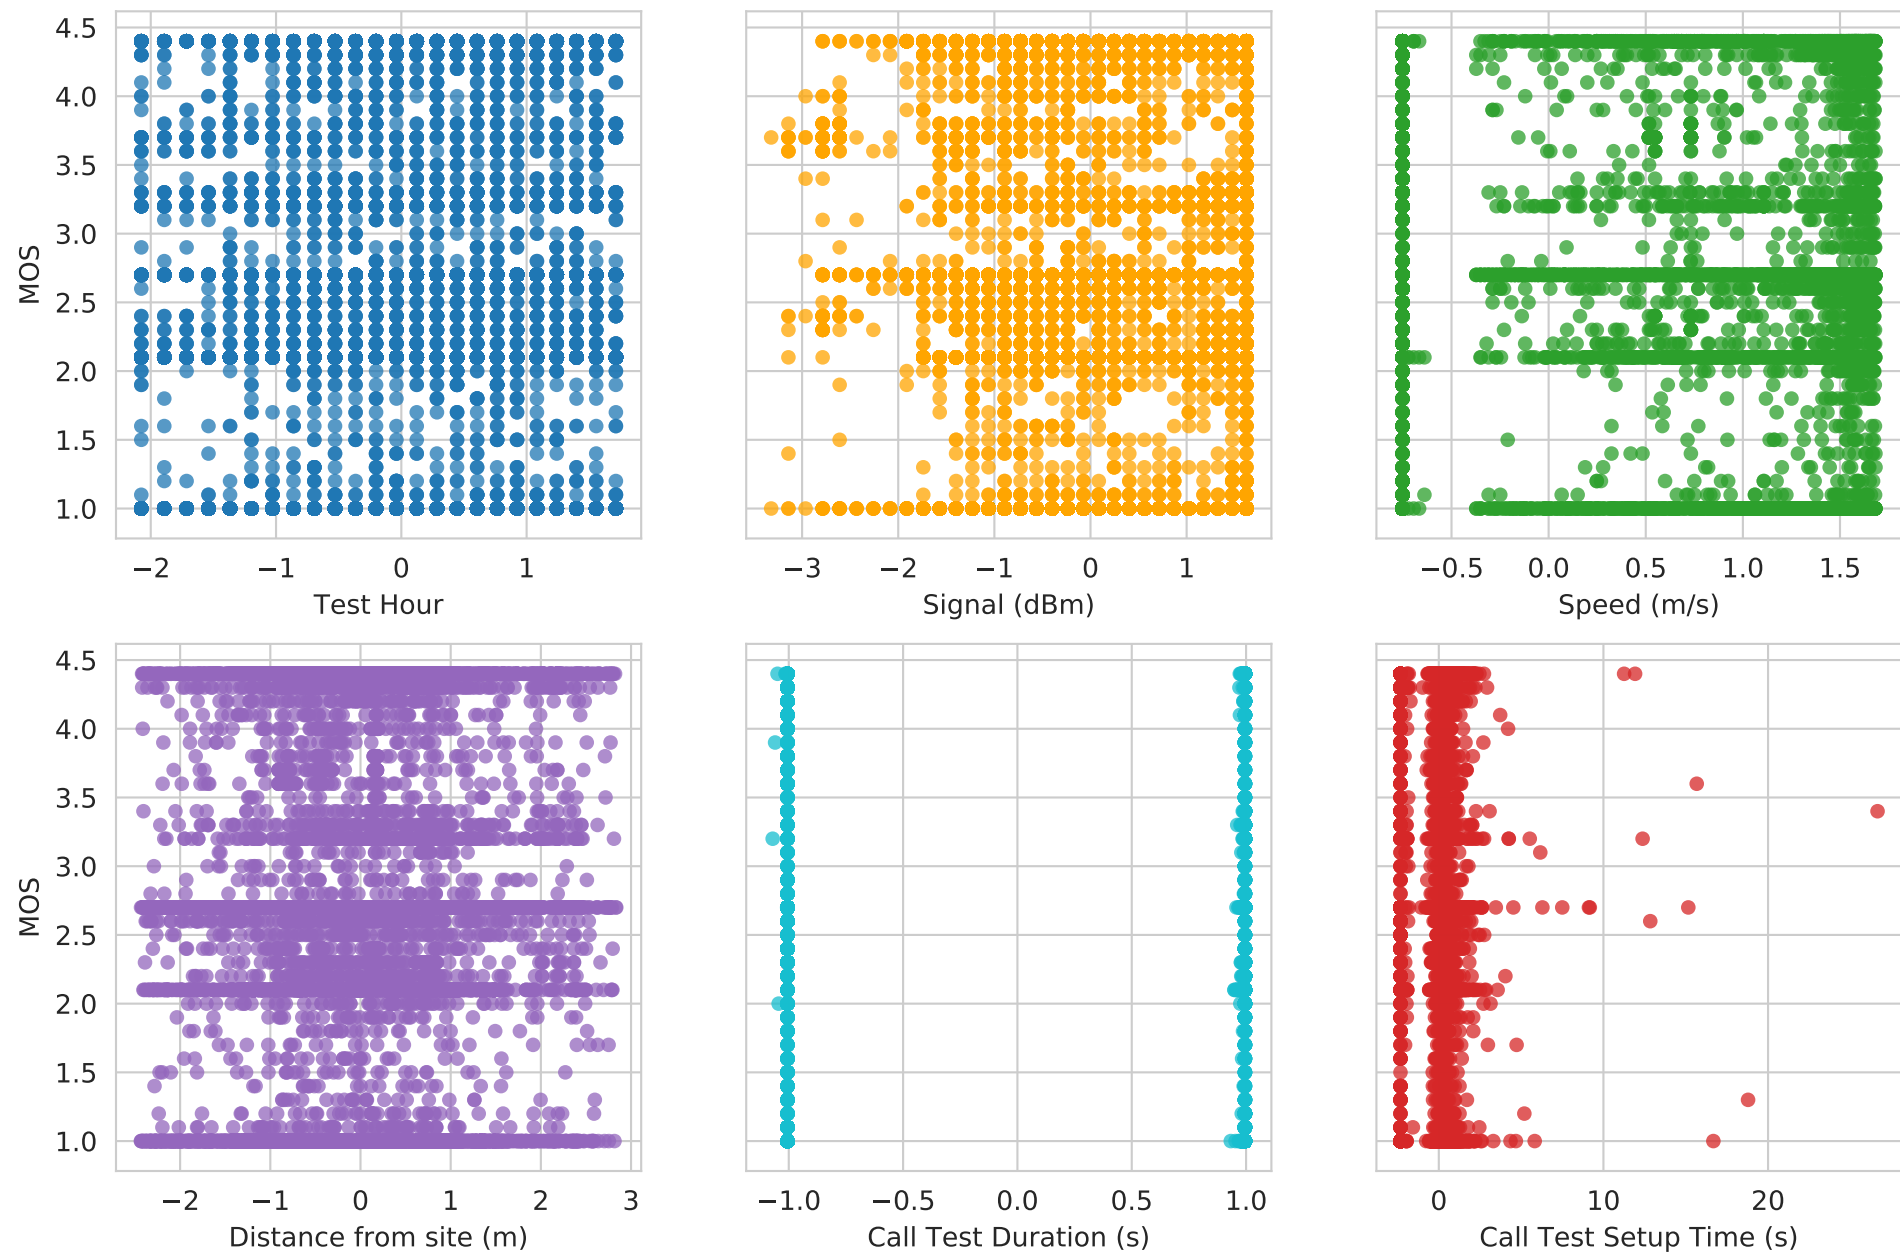 4.5
4.0
3.5
3.0
2.5
2.0
1.5
1.0
MOS
−2 −1 0 1
Test Hour
−3 −2 −1 0 1
Signal (dBm)
−0.5 0.0 0.5 1.0 1.5
Speed (m/s)
4.5
4.0
3.5
3.0
2.5
2.0
1.5
1.0
MOS
−2 −1 0 1 2 3
Distance from site (m)
−1.0 −0.5 0.0 0.5 1.0
Call Test Duration (s)
0 10 20
Call Test Setup Time (s)